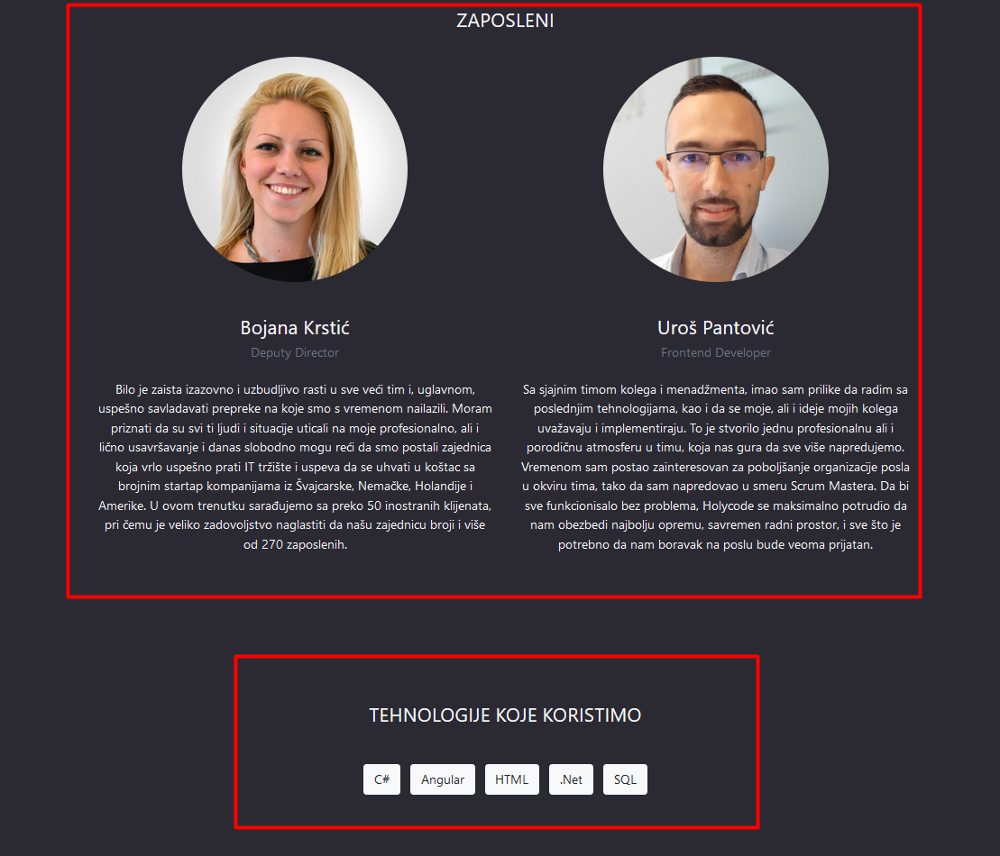 ZAPOSLENI
Bojana Krstić
Deputy Director
Bilo je zaista izazovno i uzbudljivo rasti u sve veći tim i, uglavnom,
uspešno savladavati prepreke na koje smo s vremenom nailazili. Moram
priznati da su svi ti ljudi i situacije uticali na moje profesionalno, ali i
lično usavršavanje i danas slobodno mogu reći da smo postali zajednica
koja vrlo uspešno prati IT tržište i uspeva da se uhvati u koštac sa
brojnim startap kompanijama iz Švajcarske, Nemačke, Holandije i
Amerike. U ovom trenutku sarađujemo sa preko 50 inostranih klijenata,
pri čemu je veliko zadovoljstvo naglastiti da našu zajednicu broji i više
od 270 zaposlenih.
Uroš Pantović
Frontend Developer
Sa sjajnim timom kolega i menadžmenta, imao sam prilike da radim sa
poslednjim tehnologijama, kao i da se moje, ali i ideje mojih kolega
uvažavaju i implementiraju. To je stvorilo jednu profesionalnu ali i
porodičnu atmosferu u timu, koja nas gura da sve više napredujemo.
Vremenom sam postao zainteresovan za poboljšanje organizacije posla
u okviru tima, tako da sam napredovao u smeru Scrum Mastera. Da bi
sve funkcionisalo bez problema, Holycode se maksimalno potrudio da
nam obezbedi najbolju opremu, savremen radni prostor, i sve što je
potrebno da nam boravak na poslu bude veoma prijatan.
TEHNOLOGIJE KOJE KORISTIMO
C# Angular HTML .Net SQL